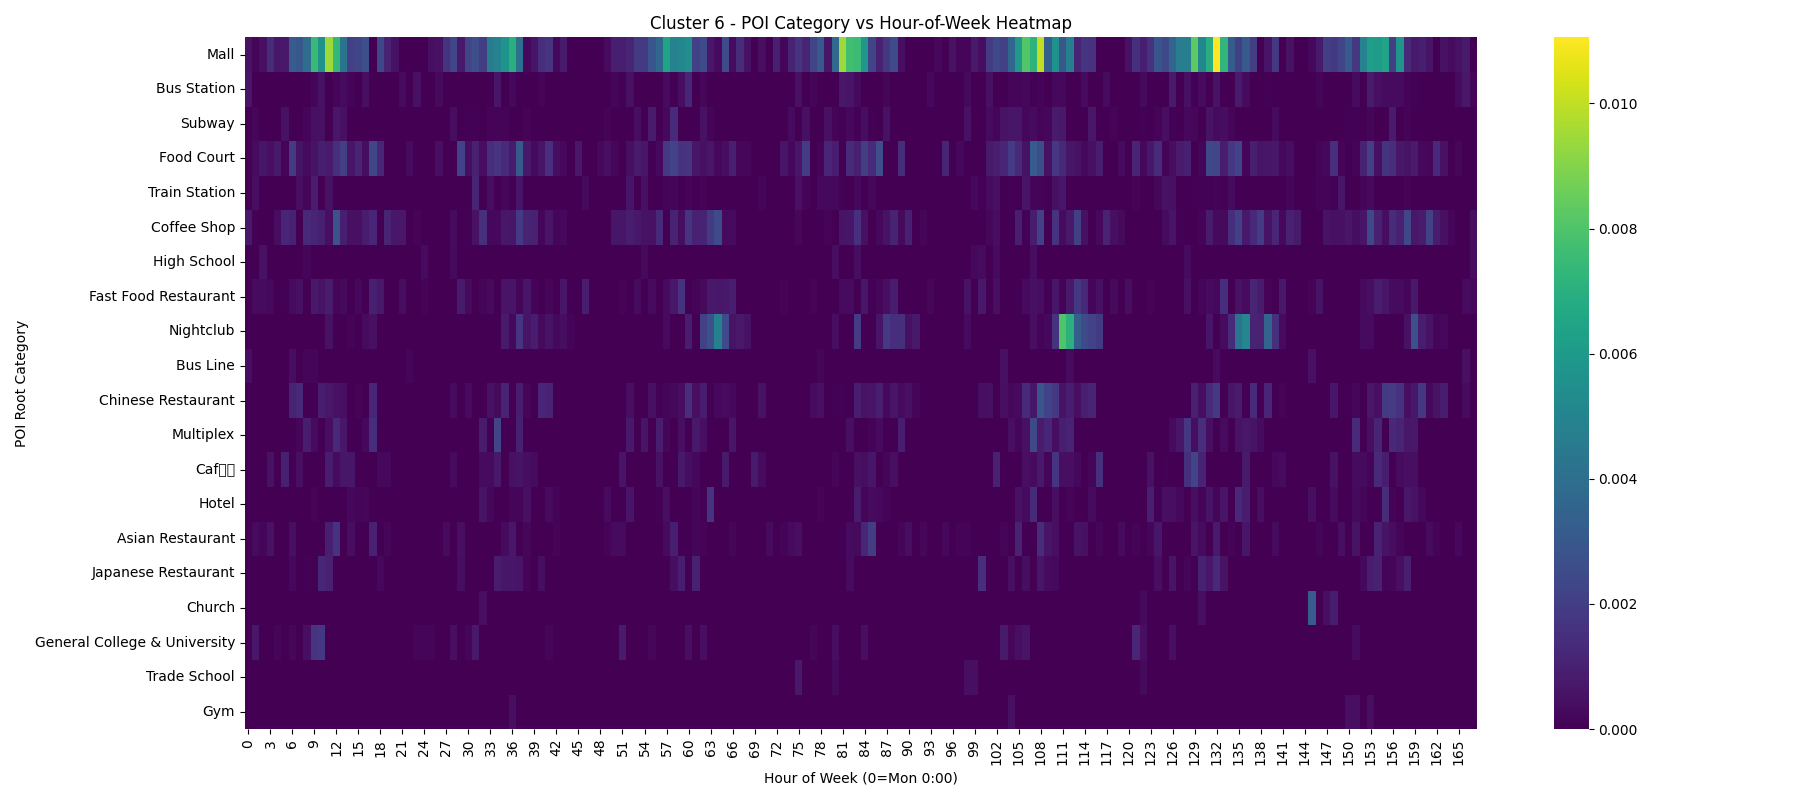 Cluster 6 - POI Category vs Hour-of-Week Heatmap
POI Root Category
Mall
Bus Station
Subway
Food Court
Train Station
Coffee Shop
High School
Fast Food Restaurant
Nightclub
Bus Line
Chinese Restaurant
Multiplex
Caf□□
Hotel
Asian Restaurant
Japanese Restaurant
Church
General College & University
Trade School
Gym
0 3 6 9 12 15 18 21 24 27 30 33 36 39 42 45 48 51 54 57 60 63 66 69 72 75 78 81 84 87 90 93 96 99 102 105 108 111 114 117 120 123 126 129 132 135 138 141 144 147 150 153 156 159 162 165
Hour of Week (0=Mon 0:00)
0.010
0.008
0.006
0.004
0.002
0.000